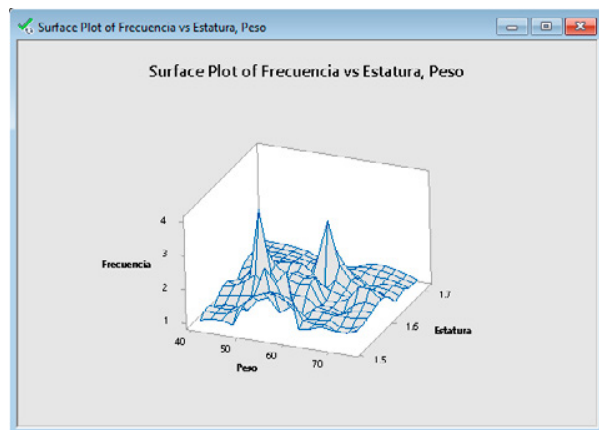 Surface Plot of Frecuencia vs Estatura, Peso
Surface Plot of Frecuencia vs Estatura, Peso
4
3
Frecuencia
2
1
40
50
60
70
Peso
1.5
1.6
1.7
Estatura